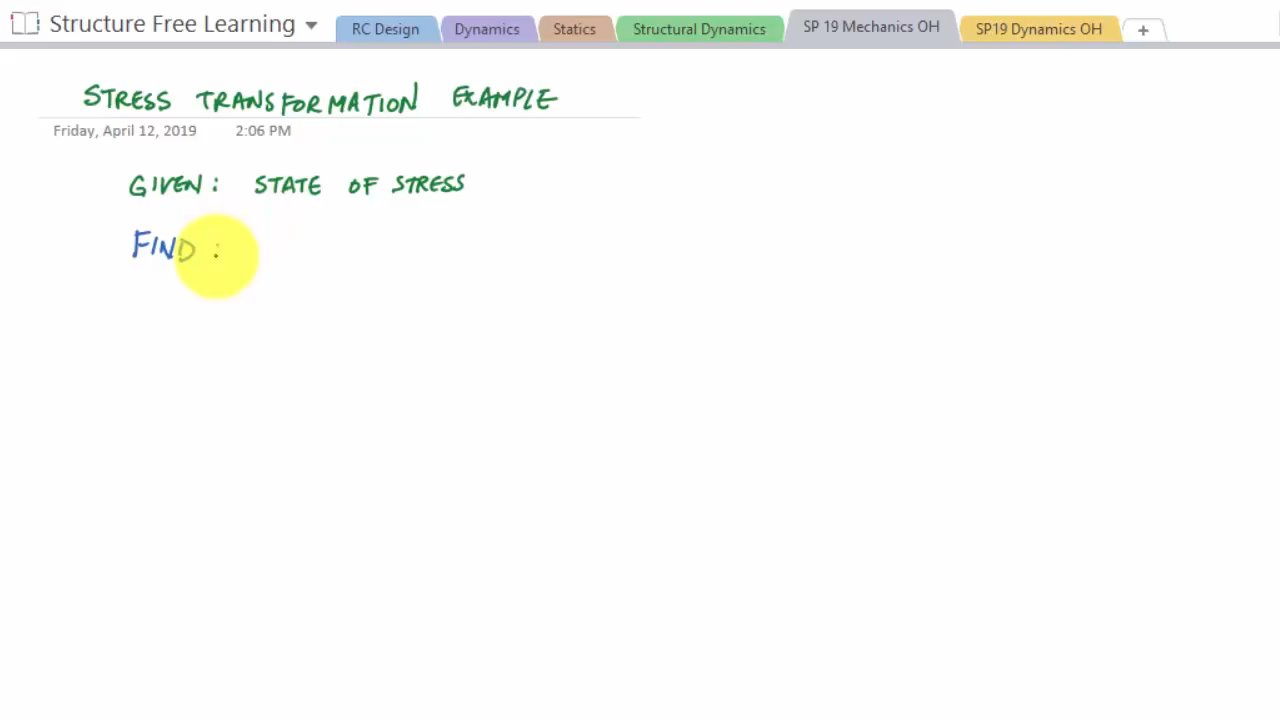 Structure Free Learning RC Design Dynamics Statics Structural Dynamics SP 19 Mechanics OH SP19 Dynamics OH +
STRESS TRANSFORMATION EXAMPLE
Friday, April 12, 2019 2:06 PM
GIVEN: STATE OF STRESS
FIND :